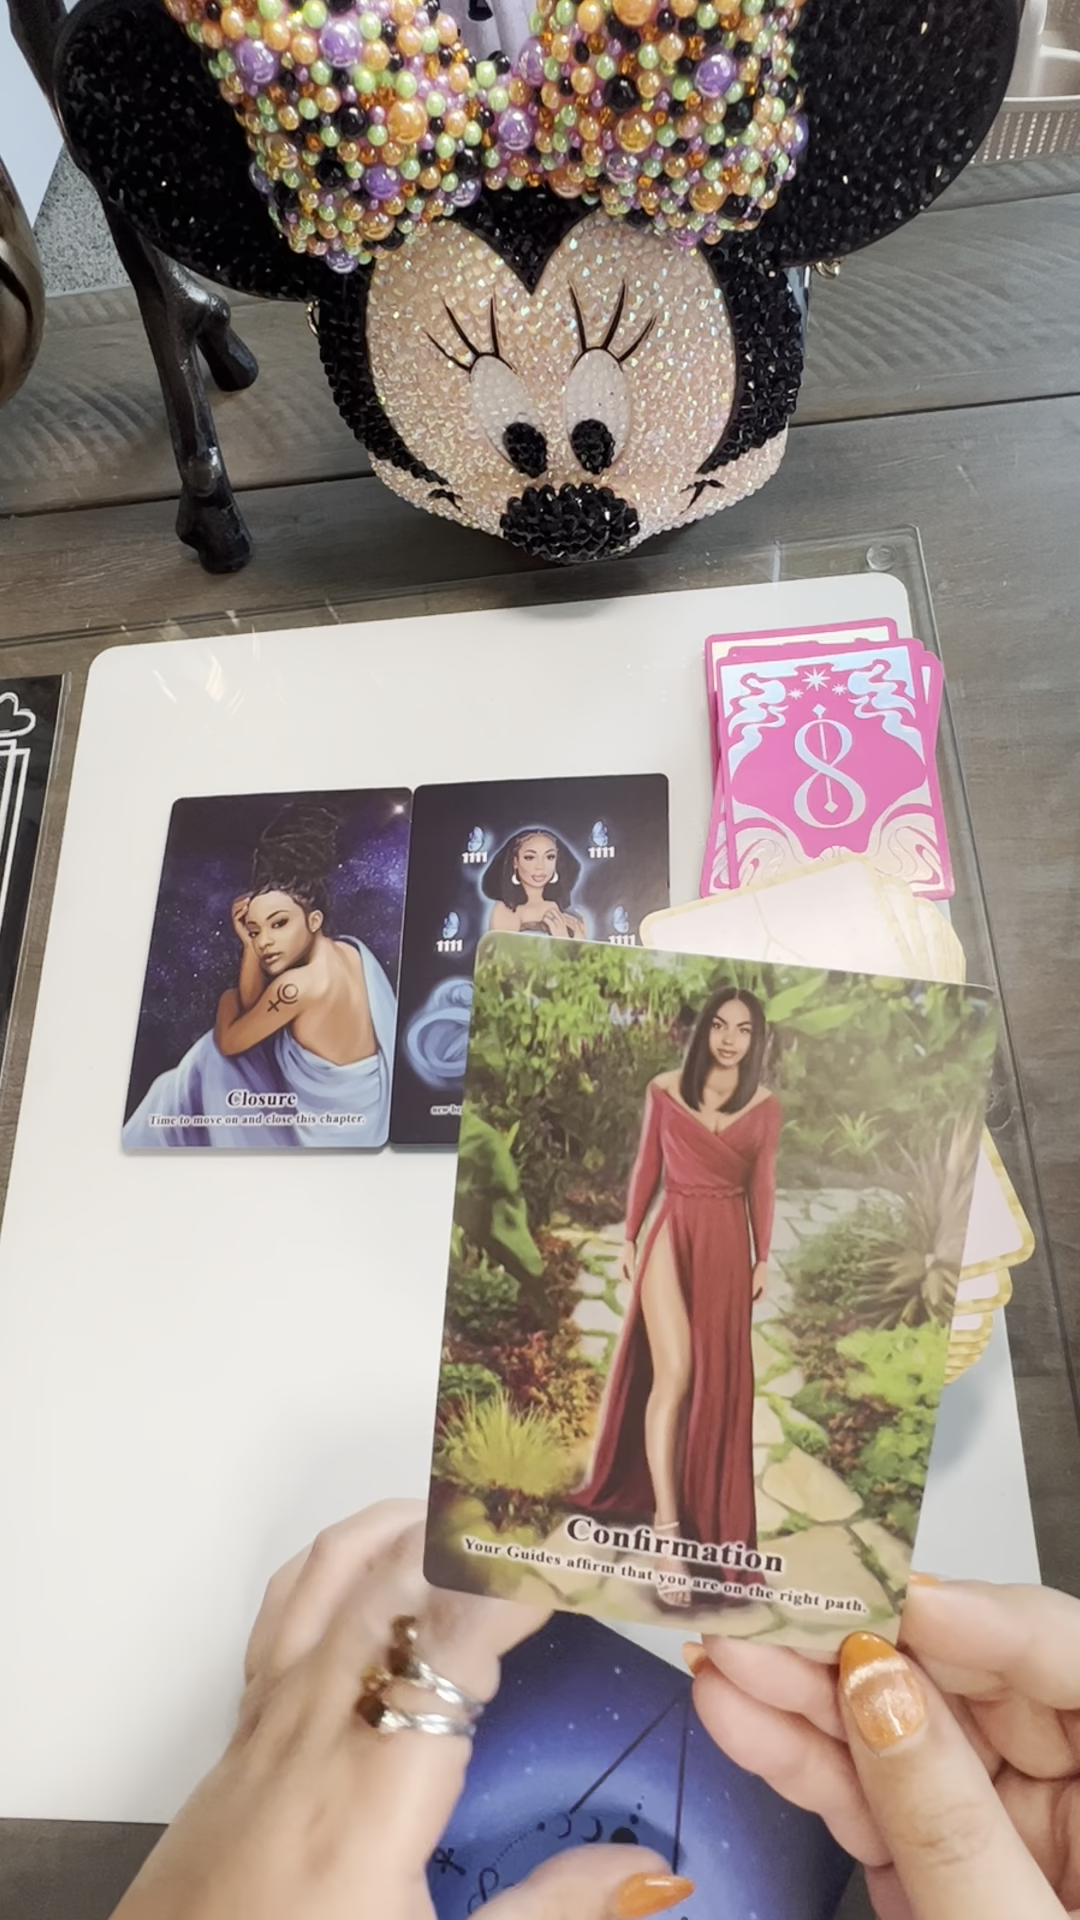 8
1111
1111
1111
1111
Closure
Time to move on and close this chapter.
new
Confirmation
Your Guides affirm that you are on the right path.